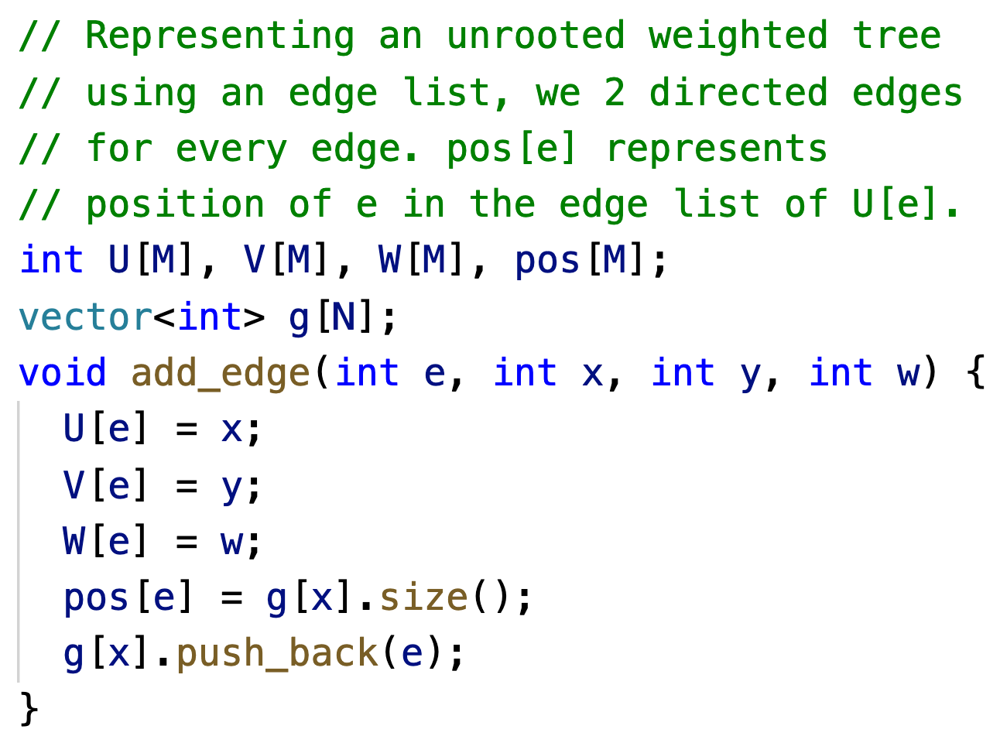 // Representing an unrooted weighted tree
// using an edge list, we 2 directed edges
// for every edge. pos[e] represents
// position of e in the edge list of U[e].
int U[M], V[M], W[M], pos[M];
vector<int> g[N];
void add_edge(int e, int x, int y, int w) {
  U[e] = x;
  V[e] = y;
  W[e] = w;
  pos[e] = g[x].size();
  g[x].push_back(e);
}